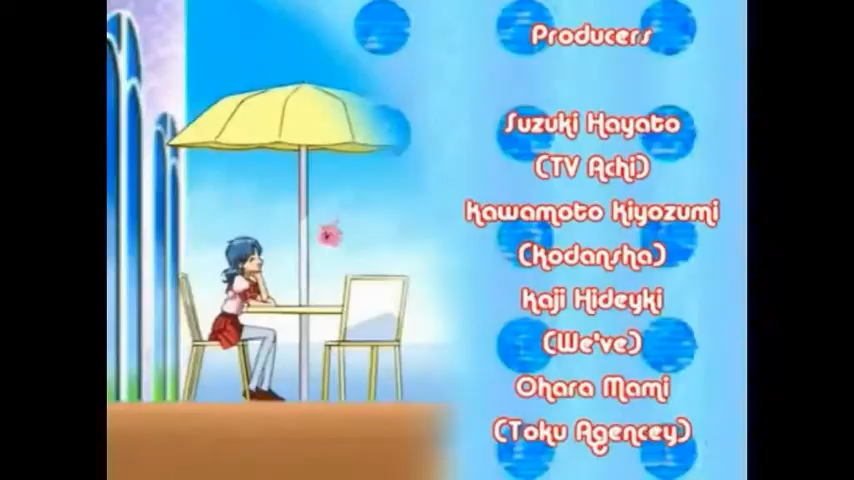 Producers
Suzuki Hayato
(TV Achi)
Kawamoto Kiyozumi
(Kodansha)
Kaji Hideyki
(We've)
Ohara Mami
(Toku Agencey)